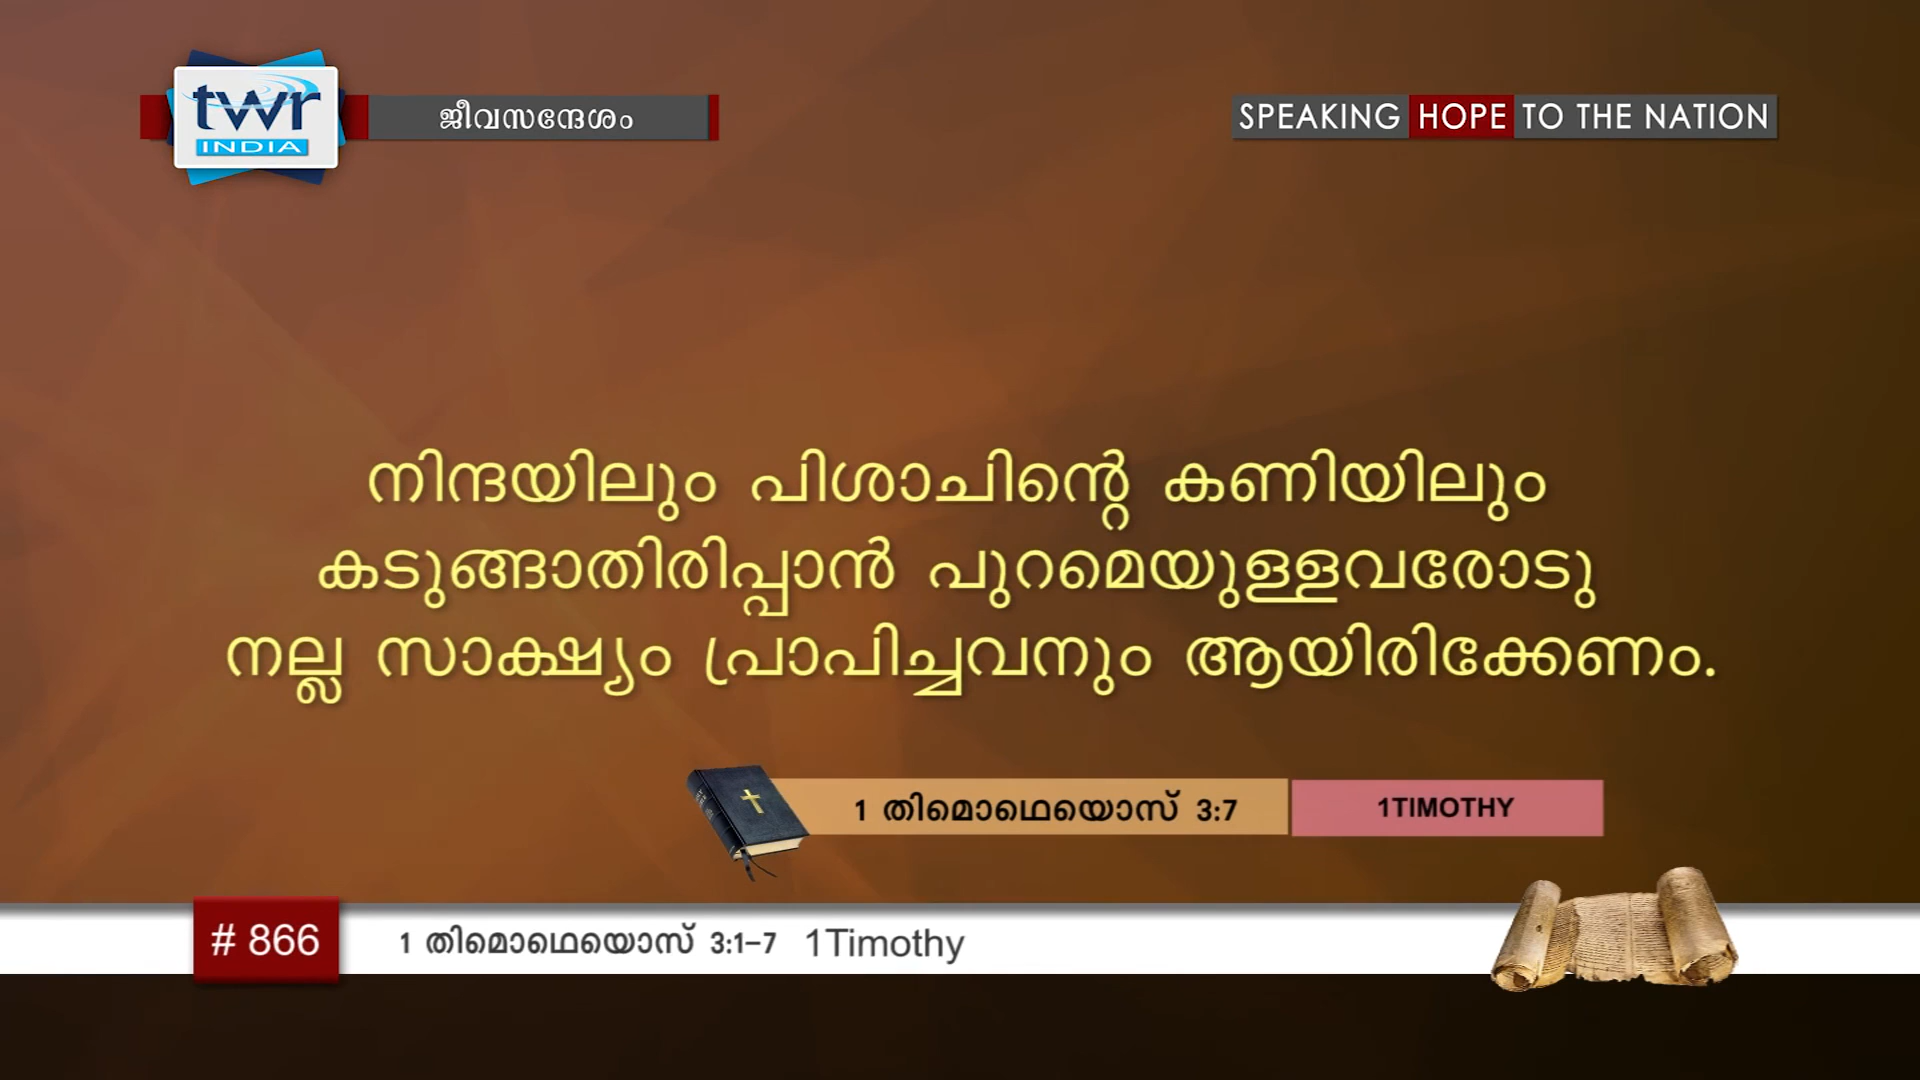 twr
INDIA
ജീവസന്ദേശം
SPEAKING HOPE TO THE NATION
നിന്ദയിലും പിശാചിന്റെ കണിയിലും
കടുങ്ങാതിരിപ്പാൻ പുറമെയുള്ളവരോടു
നല്ല സാക്ഷ്യം പ്രാപിച്ചവനും ആയിരിക്കേണം.
1 തിമൊഥെയൊസ് 3:7
1TIMOTHY
# 866
1 തിമൊഥെയൊസ് 3:1-7 1Timothy